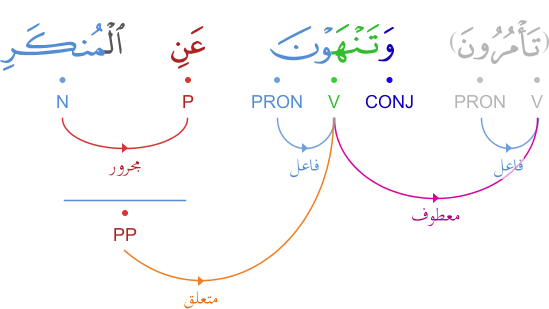 (تَأْمُرُونَ) وَتَنْهَوْنَ عَنِ ٱلْمُنكَرِ
V PRON CONJ V PRON P N
فاعل فاعل مجرور
معطوف
PP
متعلق